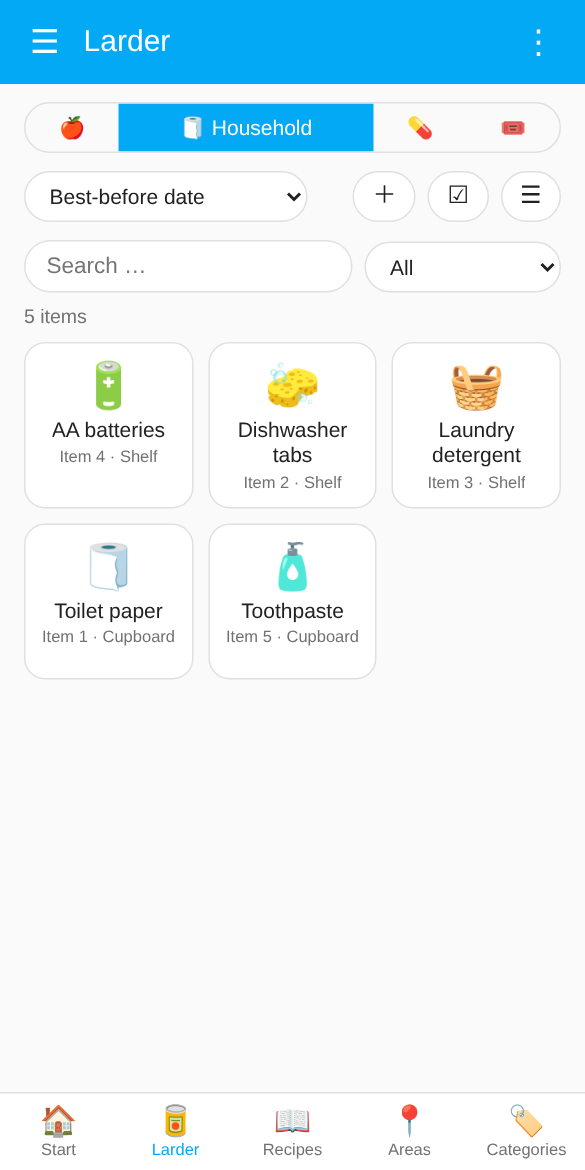 Larder
Household
Best-before date
Search …
All
5 items
AA batteries
Item 4 · Shelf
Dishwasher
tabs
Item 2 · Shelf
Laundry
detergent
Item 3 · Shelf
Toilet paper
Item 1 · Cupboard
Toothpaste
Item 5 · Cupboard
Start
Larder
Recipes
Areas
Categories